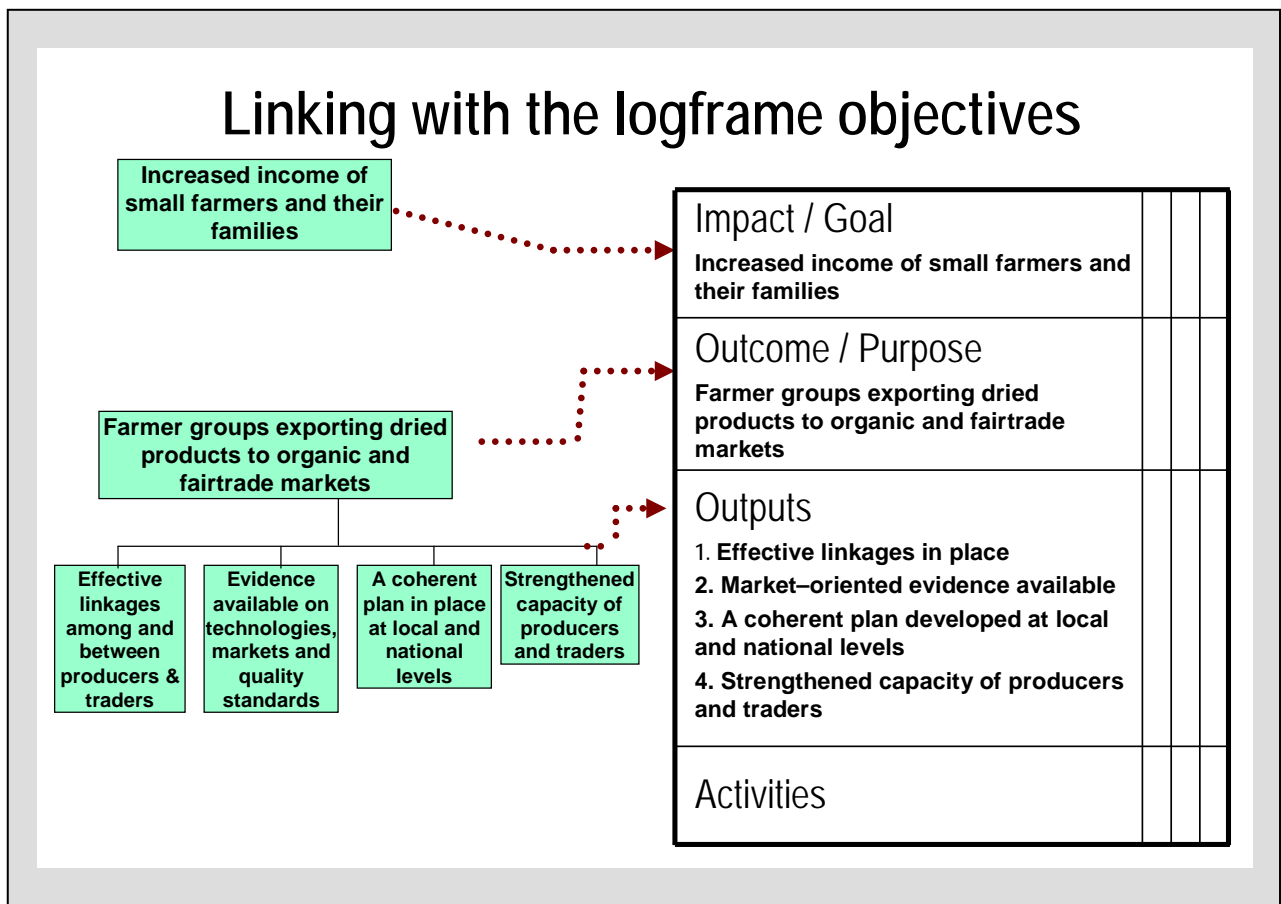 Linking with the logframe objectives
Increased income of
small farmers and their
families
Farmer groups exporting dried
products to organic and
fairtrade markets
Effective
linkages
among and
between
producers &
traders
Evidence
available on
technologies,
markets and
quality
standards
A coherent
plan in place
at local and
national
levels
Strengthened
capacity of
producers
and traders
Impact / Goal
Increased income of small farmers and
their families
Outcome / Purpose
Farmer groups exporting dried
products to organic and fairtrade
markets
Outputs
1. Effective linkages in place
2. Market–oriented evidence available
3. A coherent plan developed at local
and national levels
4. Strengthened capacity of producers
and traders
Activities